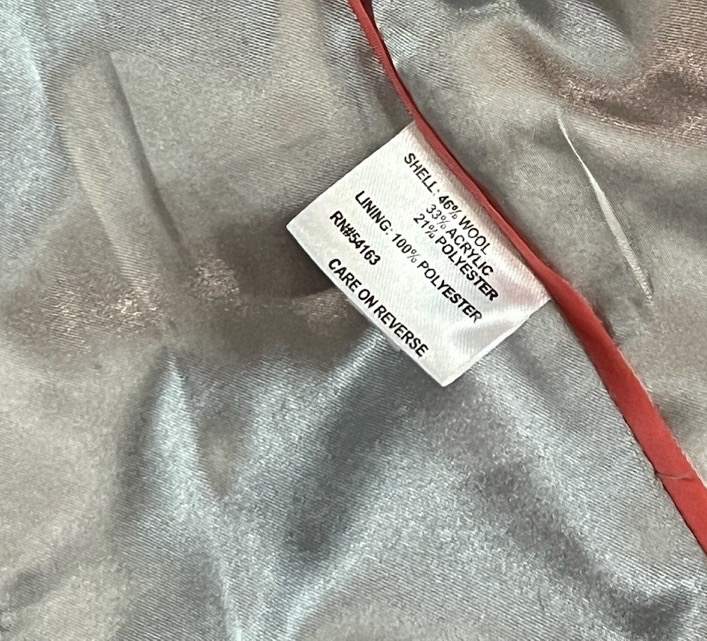 SHELL: 46% WOOL
33% ACRYLIC
21% POLYESTER
LINING: 100% POLYESTER
RN#54163
CARE ON REVERSE